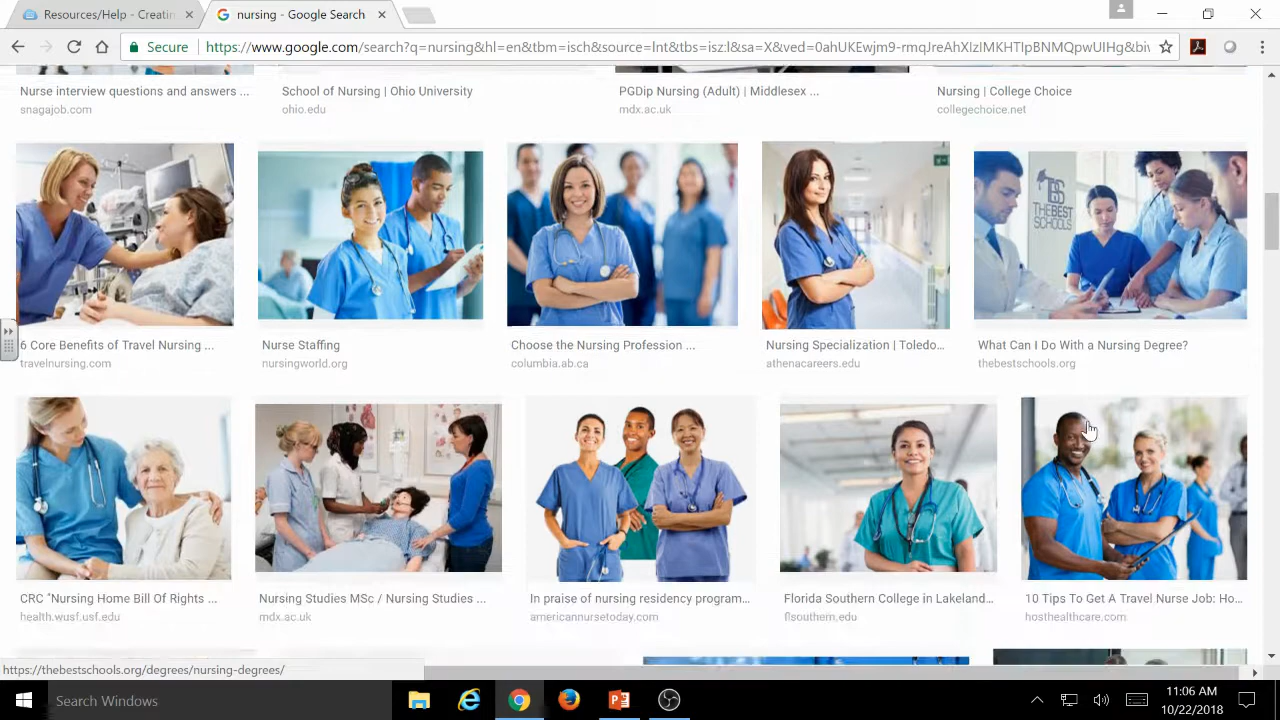 Resources/Help - Creatin
nursing - Google Search
Secure
https://www.google.com/search?q=nursing&hl=en&tbm=isch&source=lnt&tbs=isz:l&sa=X&ved=0ahUKEwjm9-rmqJreAhXIzIMKHTIpBNMQpwUIHg&biv
Nurse interview questions and answers ...
School of Nursing | Ohio University
PGDip Nursing (Adult) | Middlesex ...
Nursing | College Choice
snagajob.com
ohio.edu
mdx.ac.uk
collegechoice.net
TBS
THEBEST
SCHOOLS
6 Core Benefits of Travel Nursing ...
Nurse Staffing
Choose the Nursing Profession ...
Nursing Specialization | Toledo...
What Can I Do With a Nursing Degree?
travelnursing.com
nursingworld.org
columbia.ab.ca
athenacareers.edu
thebestschools.org
CRC "Nursing Home Bill Of Rights ...
Nursing Studies MSc / Nursing Studies ...
In praise of nursing residency program...
Florida Southern College in Lakeland...
10 Tips To Get A Travel Nurse Job: Ho...
health.wusf.usf.edu
mdx.ac.uk
americannursetoday.com
flsouthern.edu
hosthealthcare.com
https://thebestschools.org/degrees/nursing-degrees/
Search Windows
11:06 AM
10/22/2018